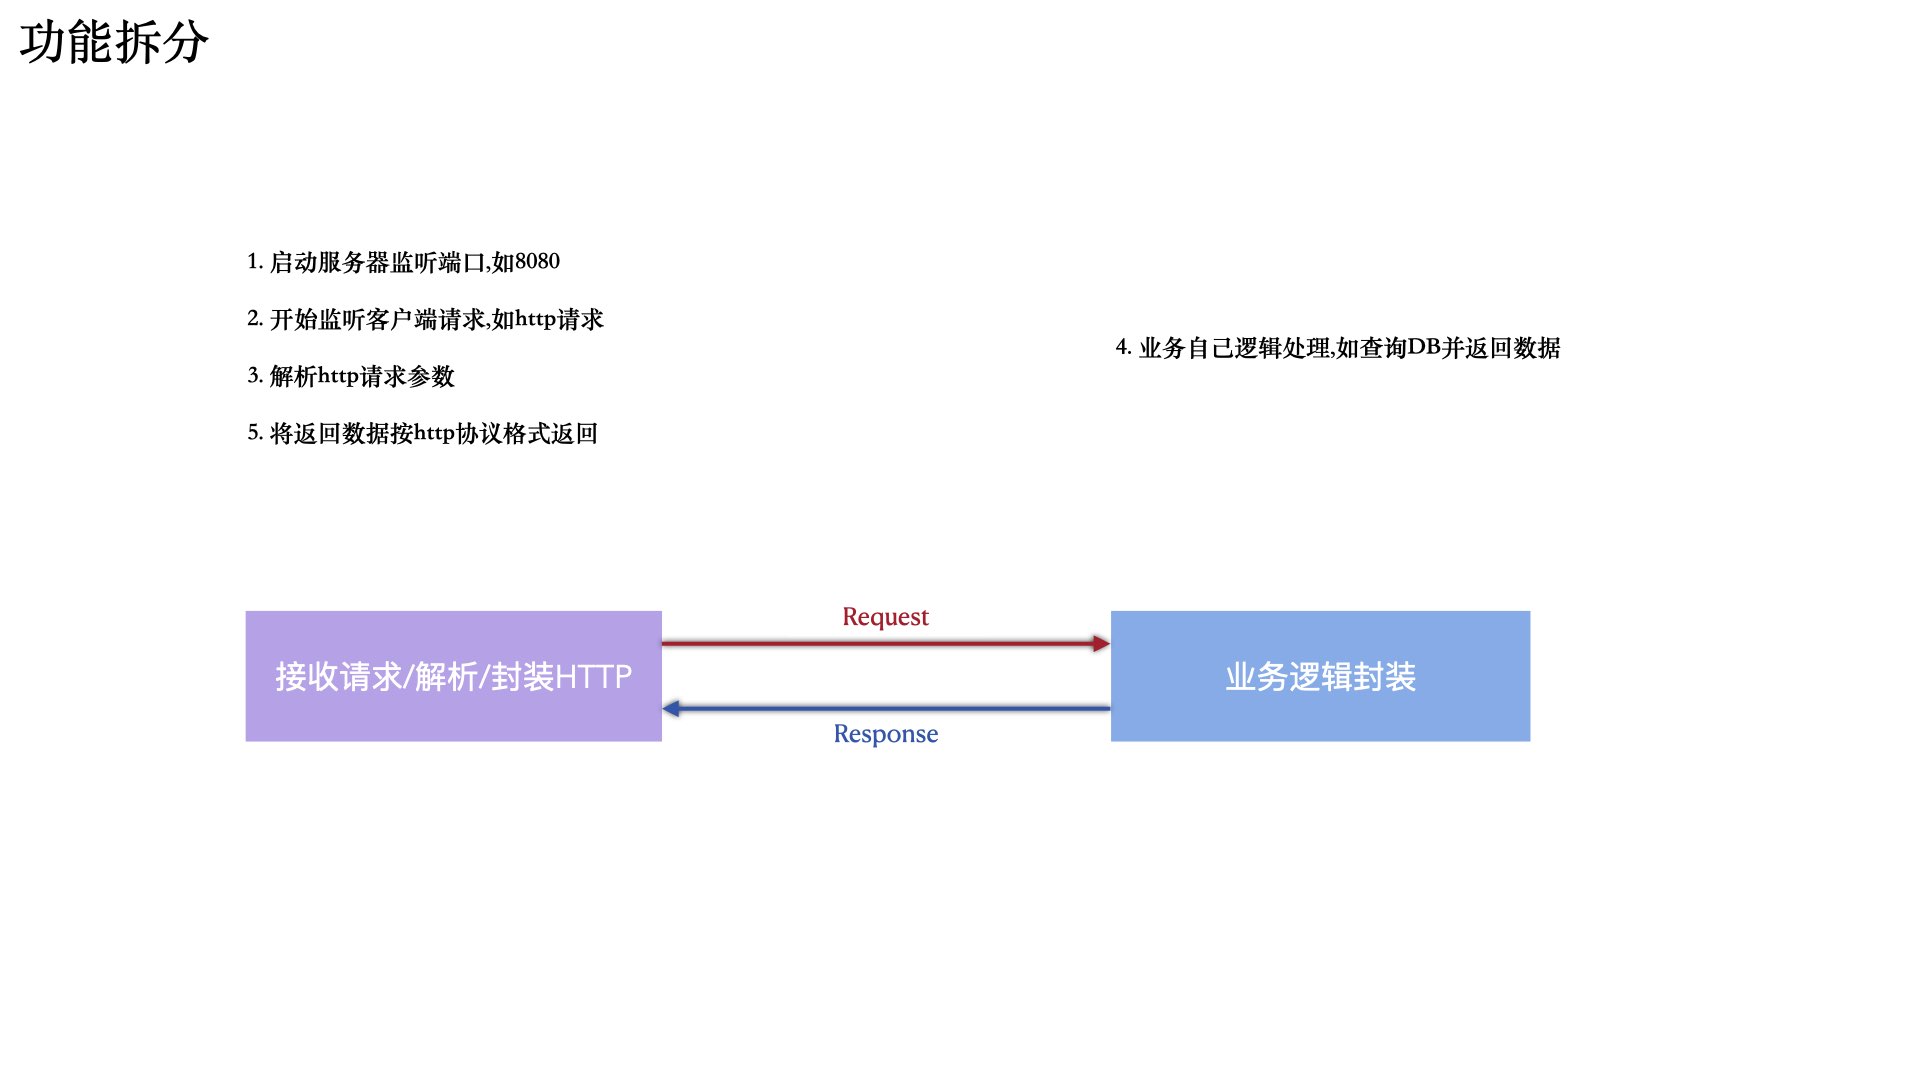 功能拆分
1. 启动服务器监听端口,如8080
2. 开始监听客户端请求,如http请求
3. 解析http请求参数
5. 将返回数据按http协议格式返回
4. 业务自己逻辑处理,如查询DB并返回数据
Request
接收请求/解析/封装HTTP
业务逻辑封装
Response